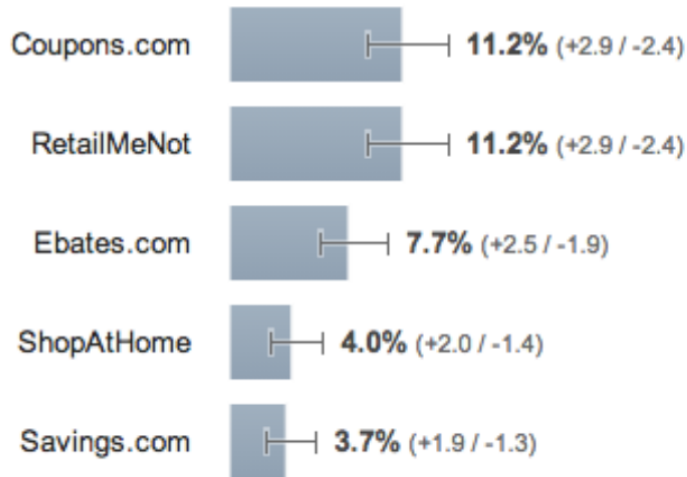 Coupons.com 11.2% (+2.9 / -2.4)
RetailMeNot 11.2% (+2.9 / -2.4)
Ebates.com 7.7% (+2.5 / -1.9)
ShopAtHome 4.0% (+2.0 / -1.4)
Savings.com 3.7% (+1.9 / -1.3)